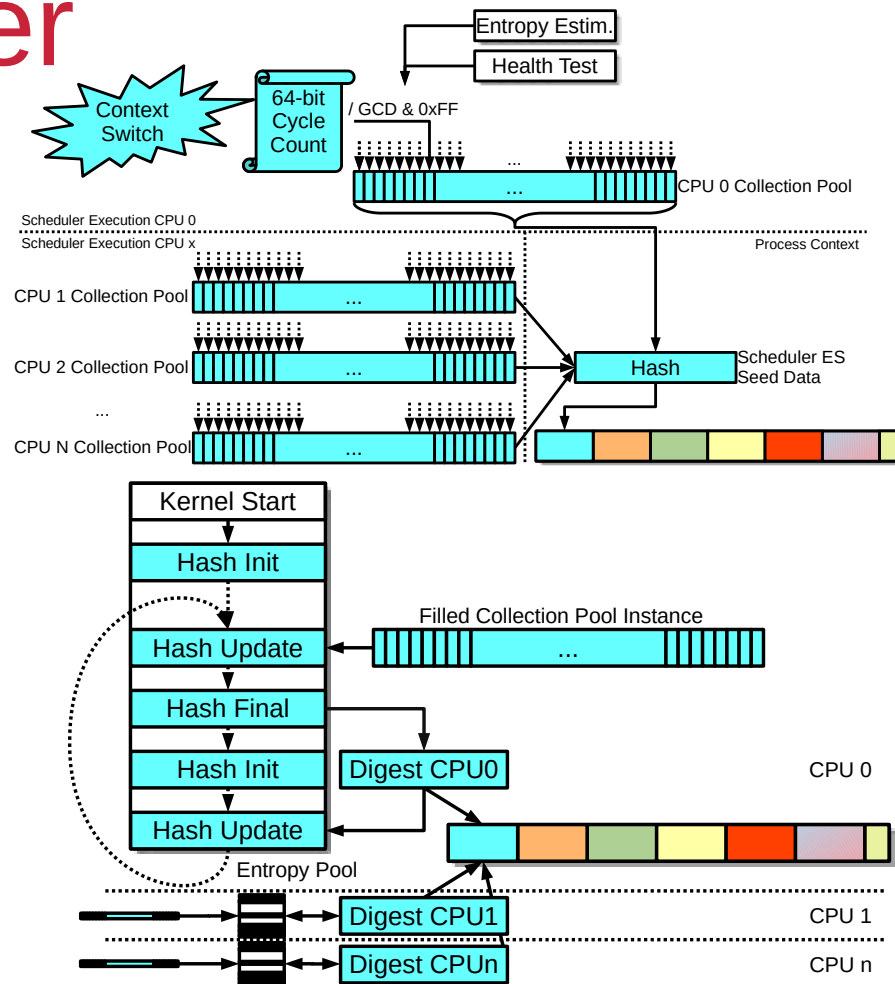 er
Entropy Estim.
Health Test
Context
Switch
64-bit
Cycle
Count
/ GCD & 0xFF
...
...
CPU 0 Collection Pool
Scheduler Execution CPU 0
Scheduler Execution CPU x
Process Context
CPU 1 Collection Pool
...
CPU 2 Collection Pool
...
Hash
Scheduler ES
Seed Data
...
CPU N Collection Pool
...
Kernel Start
Hash Init
Filled Collection Pool Instance
Hash Update
...
Hash Final
Hash Init
Digest CPU0
CPU 0
Hash Update
Entropy Pool
Digest CPU1
CPU 1
Digest CPUn
CPU n